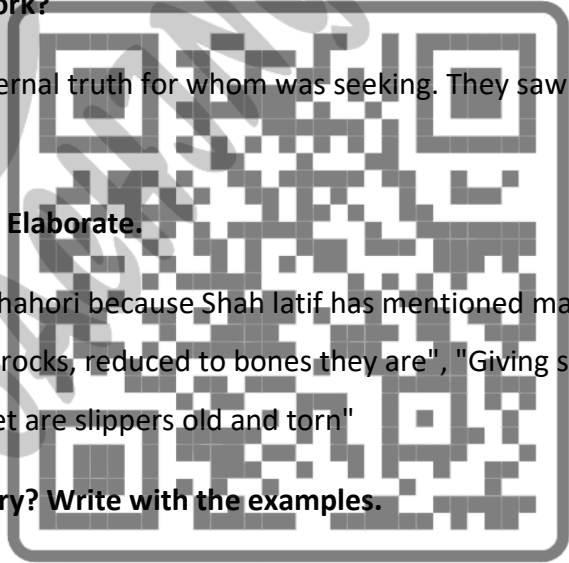 ork?
ernal truth for whom was seeking. They saw
Elaborate.
hahori because Shah latif has mentioned ma
rocks, reduced to bones they are", "Giving s
et are slippers old and torn"
ry? Write with the examples.